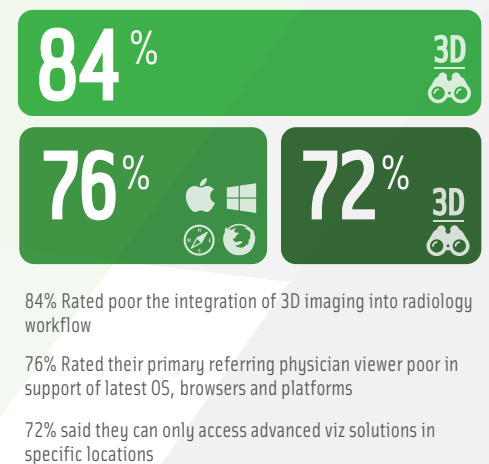 84%
3D
76%
72%
3D
84% Rated poor the integration of 3D imaging into radiology
workflow
76% Rated their primary referring physician viewer poor in
support of latest OS, browsers and platforms
72% said they can only access advanced viz solutions in
specific locations